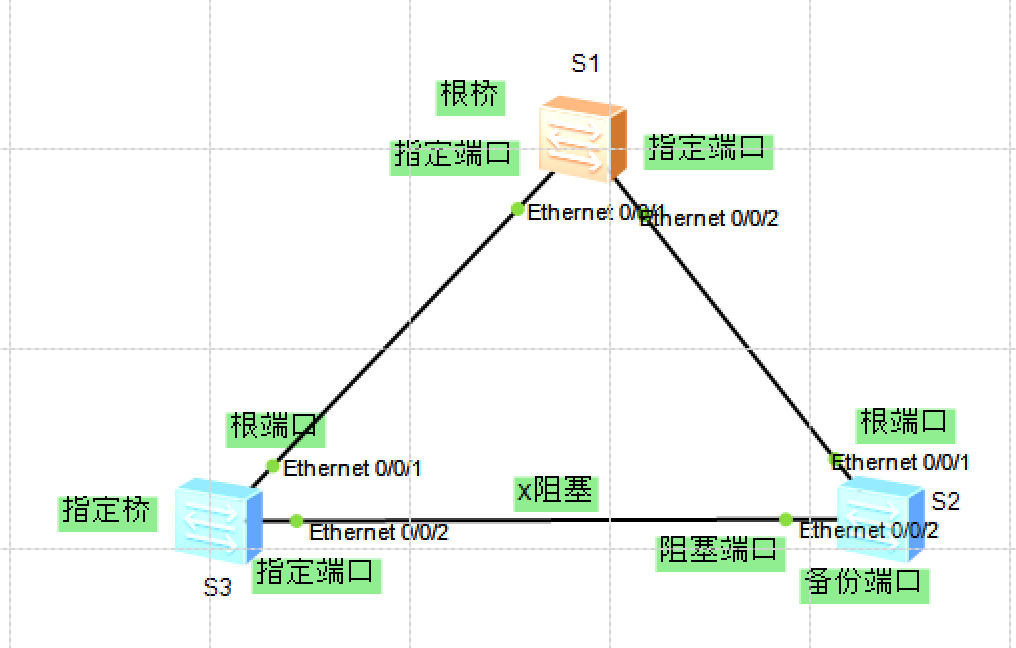 S1
根桥
指定端口
指定端口
Ethernet 0/0/1
Ethernet 0/0/2
根端口
根端口
Ethernet 0/0/1
Ethernet 0/0/1
x阻塞
指定桥
S2
Ethernet 0/0/2
Ethernet 0/0/2
阻塞端口
指定端口
S3
备份端口